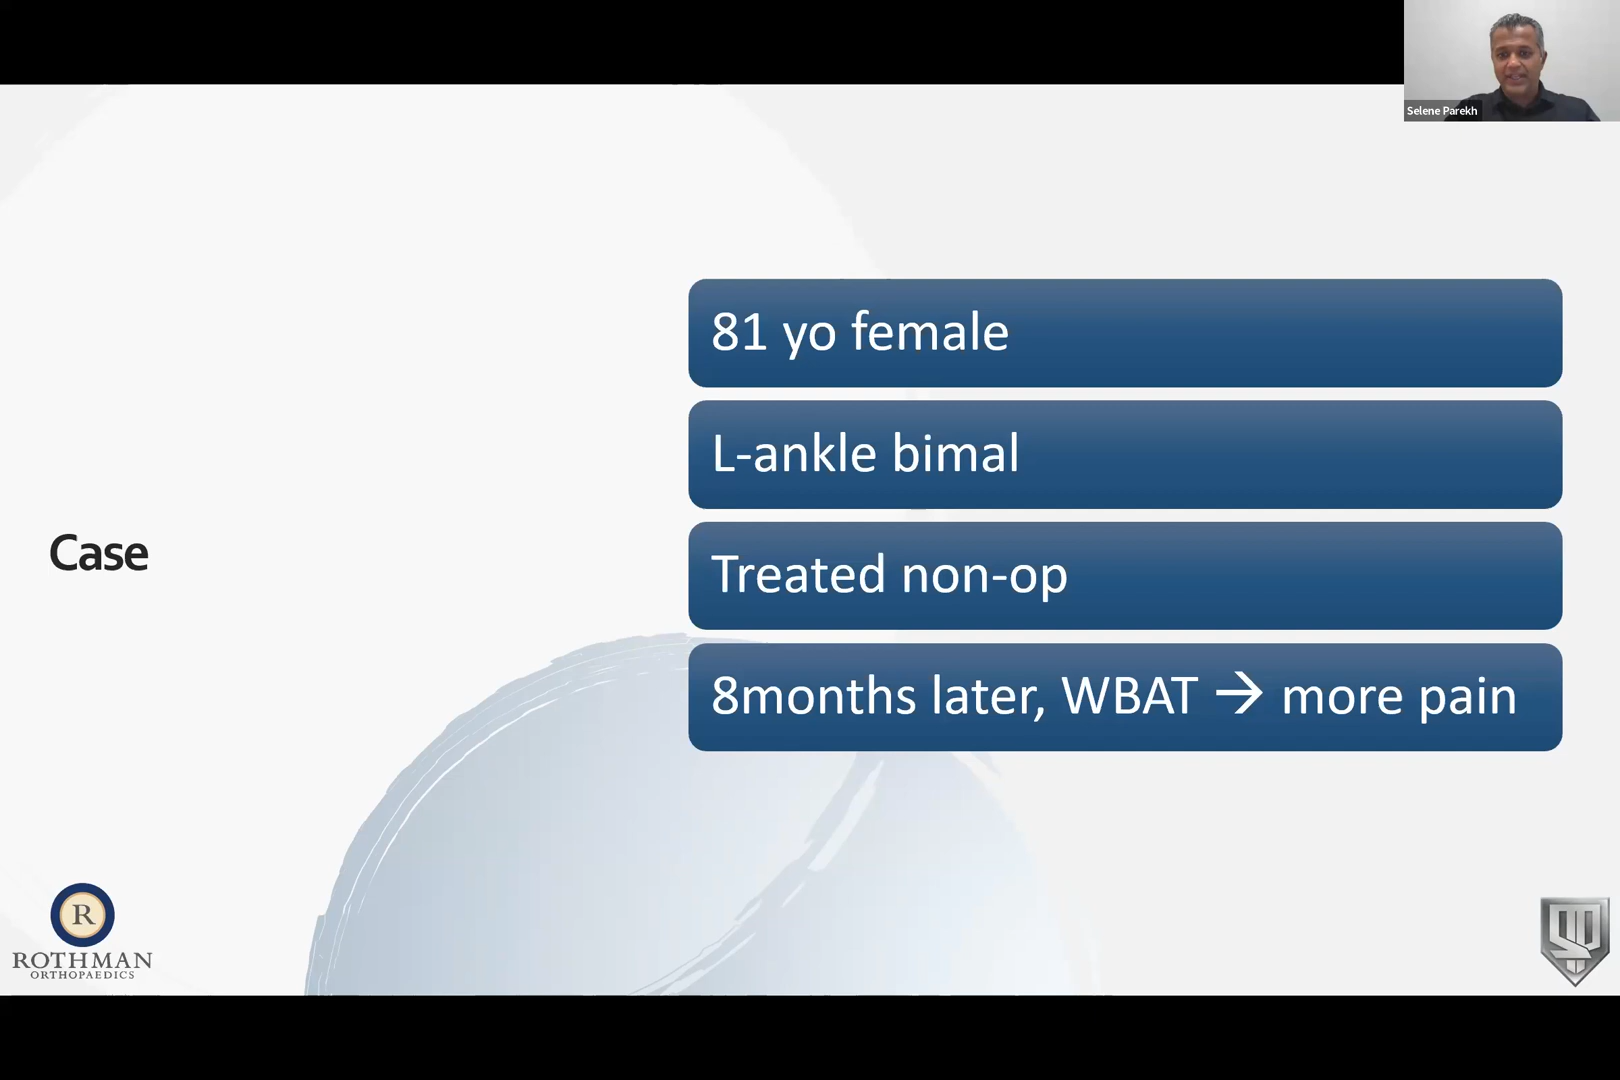 Selene Parekh
81 yo female
L-ankle bimal
Case
Treated non-op
8months later, WBAT → more pain
R
ROTHMAN
ORTHOPAEDICS